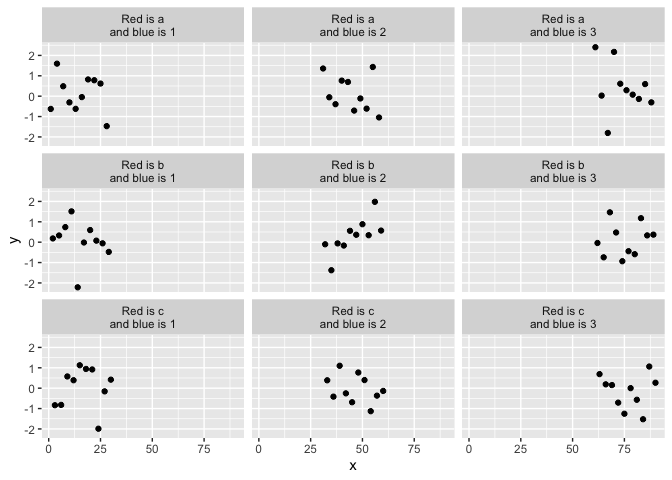 Red is a
and blue is 1
Red is a
and blue is 2
Red is a
and blue is 3
2
1
0
-1
-2
Red is b
and blue is 1
Red is b
and blue is 2
Red is b
and blue is 3
2
1
0
-1
-2
y
Red is c
and blue is 1
Red is c
and blue is 2
Red is c
and blue is 3
2
1
0
-1
-2
0 25 50 75 0 25 50 75 0 25 50 75
x